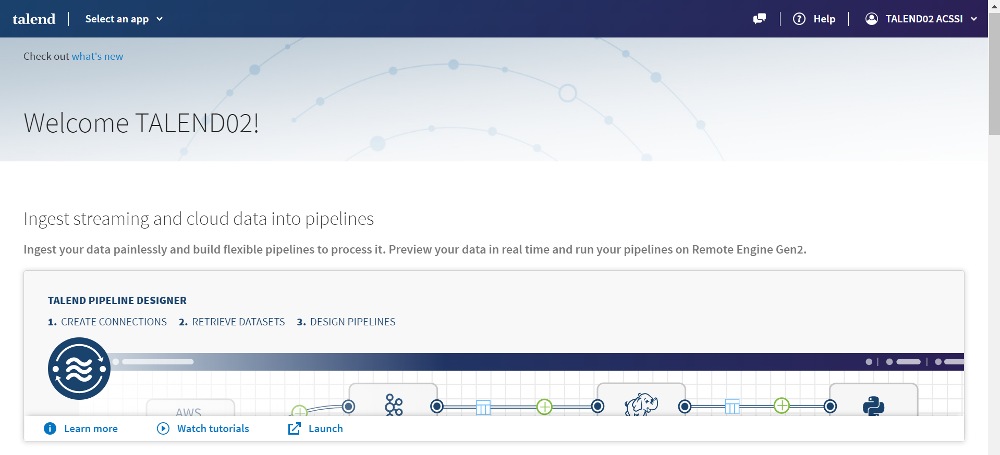 talend
Select an app
Help
TALEND02 ACSSI
Check out what's new
Welcome TALEND02!
Ingest streaming and cloud data into pipelines
Ingest your data painlessly and build flexible pipelines to process it. Preview your data in real time and run your pipelines on Remote Engine Gen2.
TALEND PIPELINE DESIGNER
1. CREATE CONNECTIONS 2. RETRIEVE DATASETS 3. DESIGN PIPELINES
AWS
Learn more
Watch tutorials
Launch